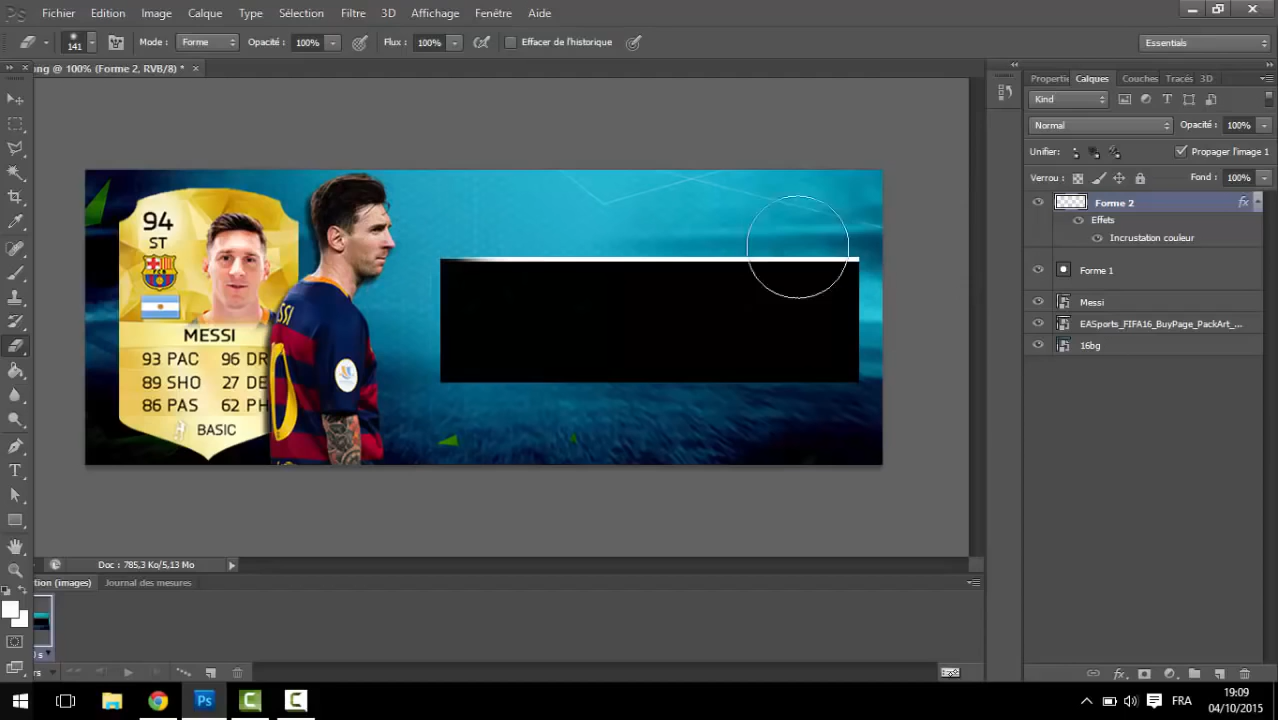 Ps Fichier Edition Image Calque Type Sélection Filtre 3D Affichage Fenêtre Aide
141 Mode : Forme Opacité : 100% Flux : 100% Effacer de l'historique Essentials
ng @ 100% (Forme 2, RVB/8) * ×
Calques Couches Tracés 3D
Kind
Normal Opacité : 100%
Unifier : Propager l'image 1
Verrou : Fond : 100%
Forme 2 fx
Effets
Incrustation couleur
Forme 1
Messi
EASports_FIFA16_BuyPage_PackArt_...
16bg
94
ST
MESSI
93 PAC 96 DR
89 SHO 27 DE
86 PAS 62 PH
BASIC
Doc : 785,3 Ko/5,13 Mo
tion (images) Journal des mesures
FRA
19:09
04/10/2015